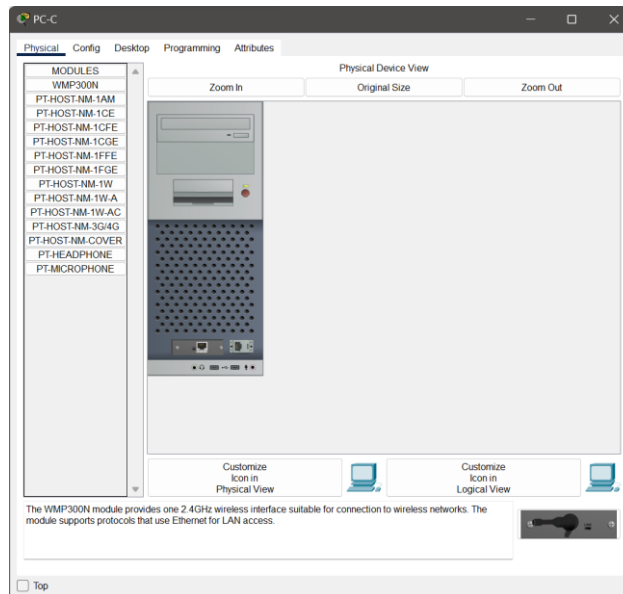 PC-C
Physical Config Desktop Programming Attributes
MODULES
WMP300N
PT-HOST-NM-1AM
PT-HOST-NM-1CE
PT-HOST-NM-1CFE
PT-HOST-NM-1CGE
PT-HOST-NM-1FFE
PT-HOST-NM-1FGE
PT-HOST-NM-1W
PT-HOST-NM-1W-A
PT-HOST-NM-1W-AC
PT-HOST-NM-3G/4G
PT-HOST-NM-COVER
PT-HEADPHONE
PT-MICROPHONE
Physical Device View
Zoom In Original Size Zoom Out
Customize
Icon in
Physical View
Customize
Icon in
Logical View
The WMP300N module provides one 2.4GHz wireless interface suitable for connection to wireless networks. The
module supports protocols that use Ethernet for LAN access.
Top